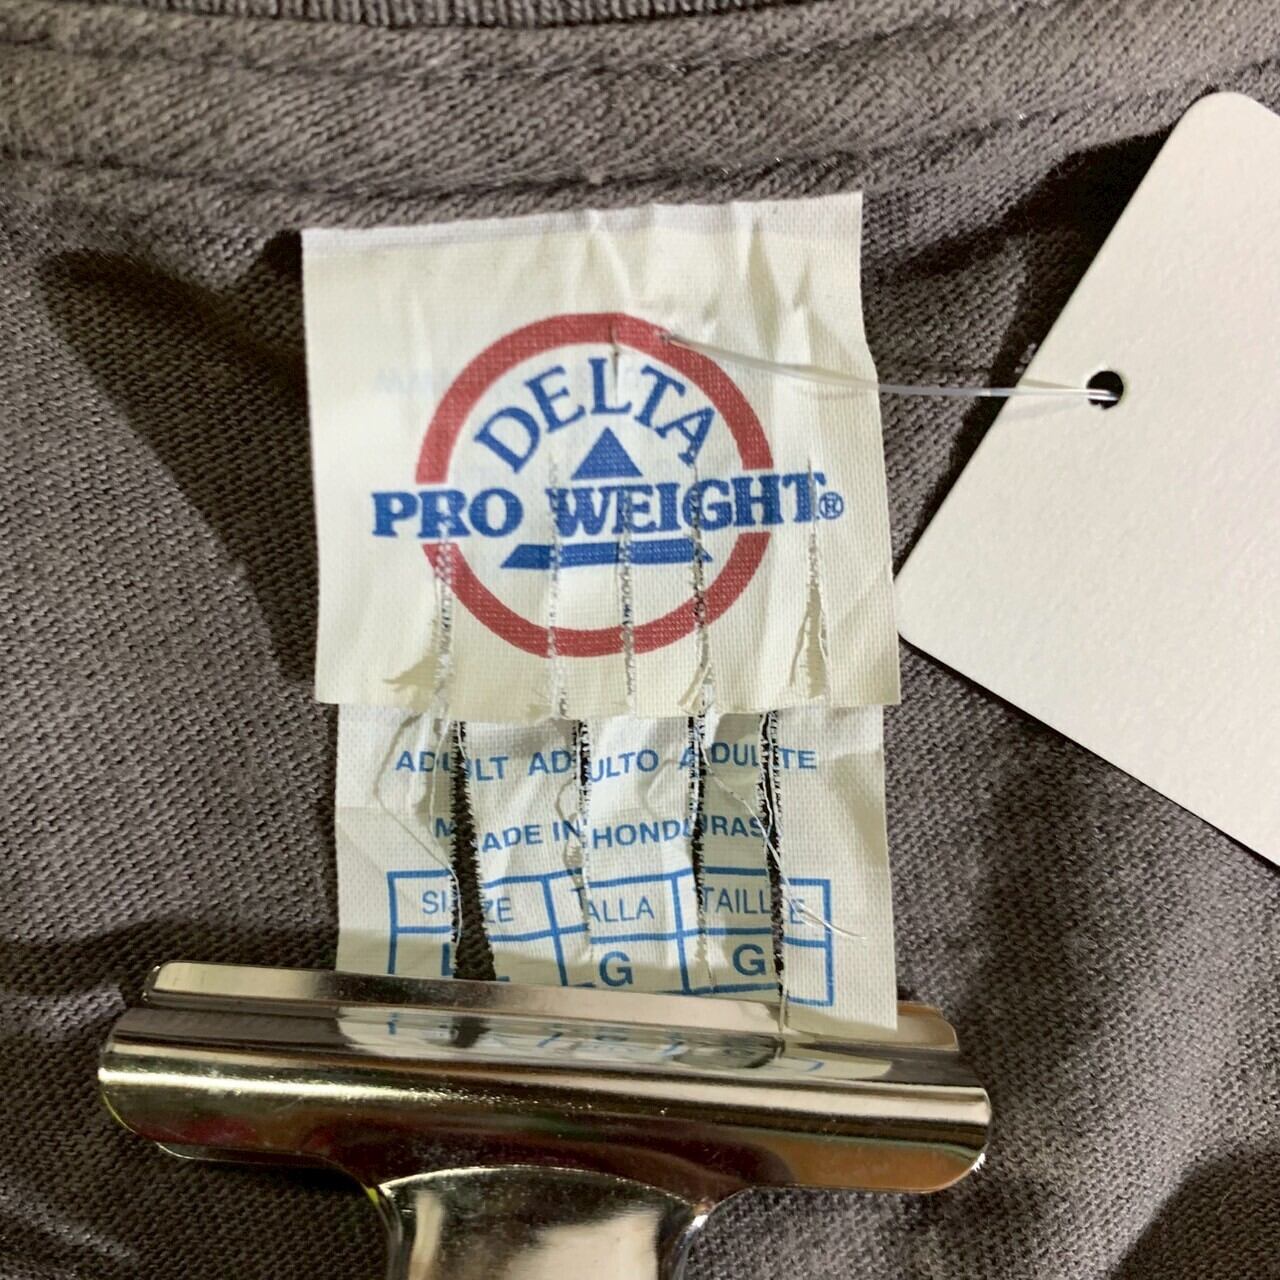 DELTA
PRO WEIGHT®
ADULT ADULTO ADULTE
MADE IN HONDURAS
SIZE TALLA TAILLE
L G G